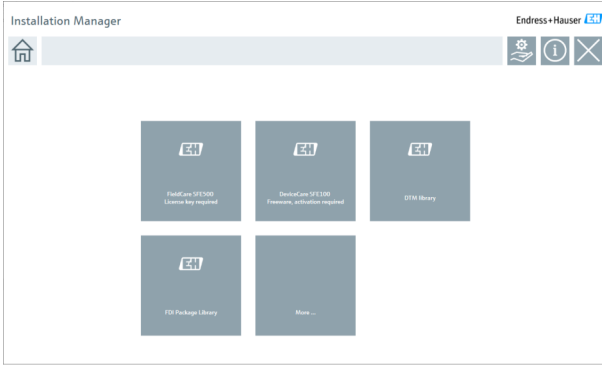 Installation Manager
Endress+Hauser EH
FieldCare SFE500
License key required
DeviceCare SFE100
Freeware, activation required
DTM library
FDI Package Library
More ...